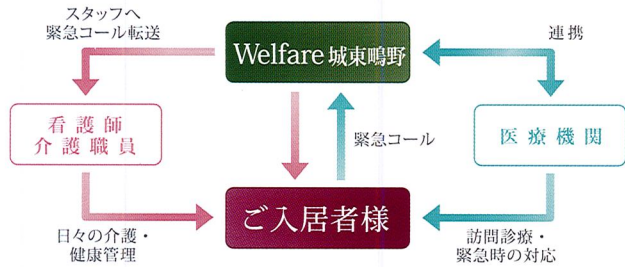 スタッフへ
緊急コール転送
Welfare 城東鴫野
連携
看護師
介護職員
緊急コール
医療機関
ご入居者様
日々の介護・
健康管理
訪問診療・
緊急時の対応